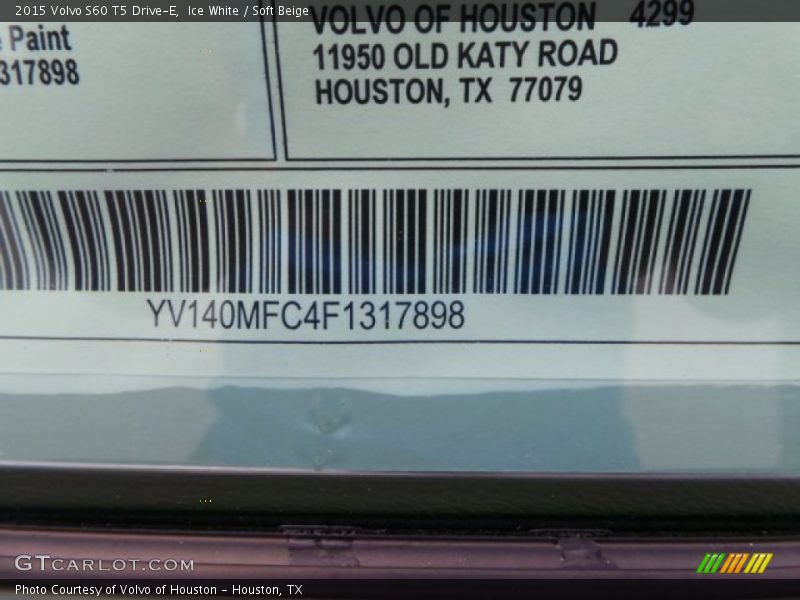 2015 Volvo S60 T5 Drive-E,  Ice White / Soft Beige
VOLVO OF HOUSTON 4299
Paint
11950 OLD KATY ROAD
317898
HOUSTON, TX 77079
YV140MFC4F1317898
GTCARLOT.COM
Photo Courtesy of Volvo of Houston - Houston, TX